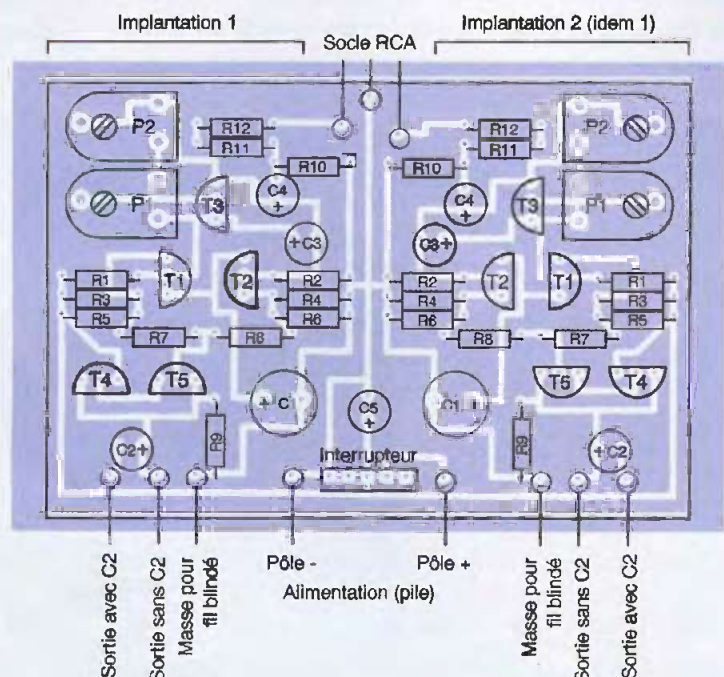 Implantation 1
Implantation 2 (idem 1)
Socle RCA
P2
R12
R11
R10
R12
R11
R10
P2
P1
C4
+
T3
+C3
C4
+
C3+
T3
P1
R1
R3
R5
T1
T2
R2
R4
R6
R2
R4
R6
T2
T1
R1
R3
R5
R7
R8
R8
R7
T4
T5
T6
T4
+ C
C5
+
C1
C2+
R9
R9
+C2
Interrupteur
Sortie avec C2
Sortie sans C2
Masse pour
fil blindé
Pôle -
Pôle +
Alimentation (pile)
Masse pour
fil blindé
Sortie sans C2
Sortie avec C2